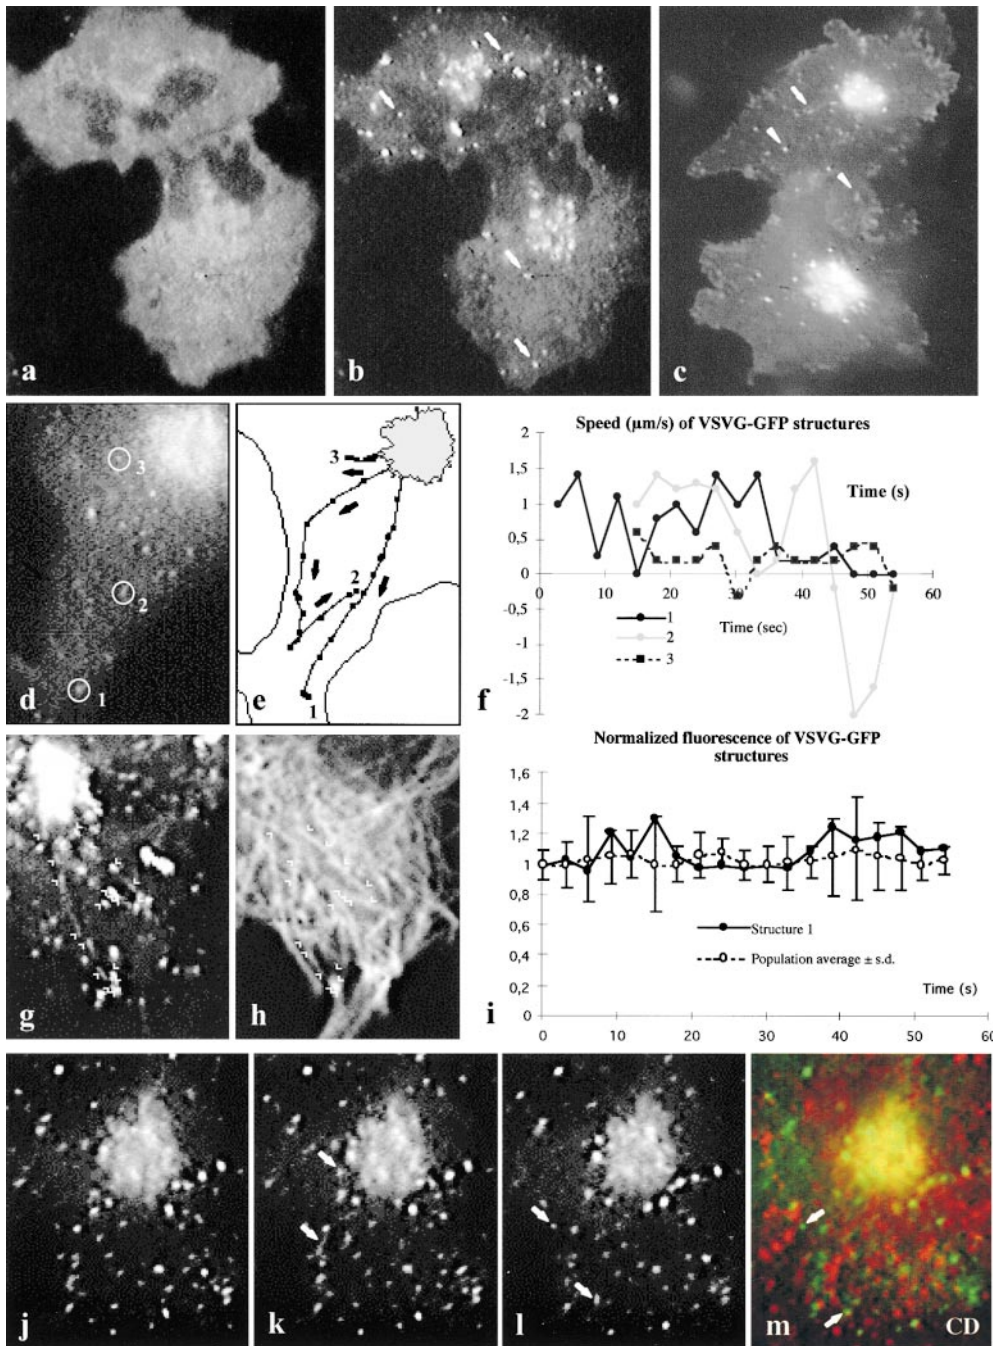 a
b
c
3
2
1
d
3
2
1
e
Speed (µm/s) of VSVG-GFP structures
2
1,5
1
0,5
0
-0,5
-1
-1,5
-2
Time (s)
0 10 20 30 40 50 60
Time (sec)
1
2
3
f
g
h
Normalized fluorescence of VSVG-GFP
structures
1,6
1,4
1,2
1
0,8
0,6
0,4
0,2
0
Structure 1
Population average ± s.d.
Time (s)
0 10 20 30 40 50 60
i
j
k
l
m
CD